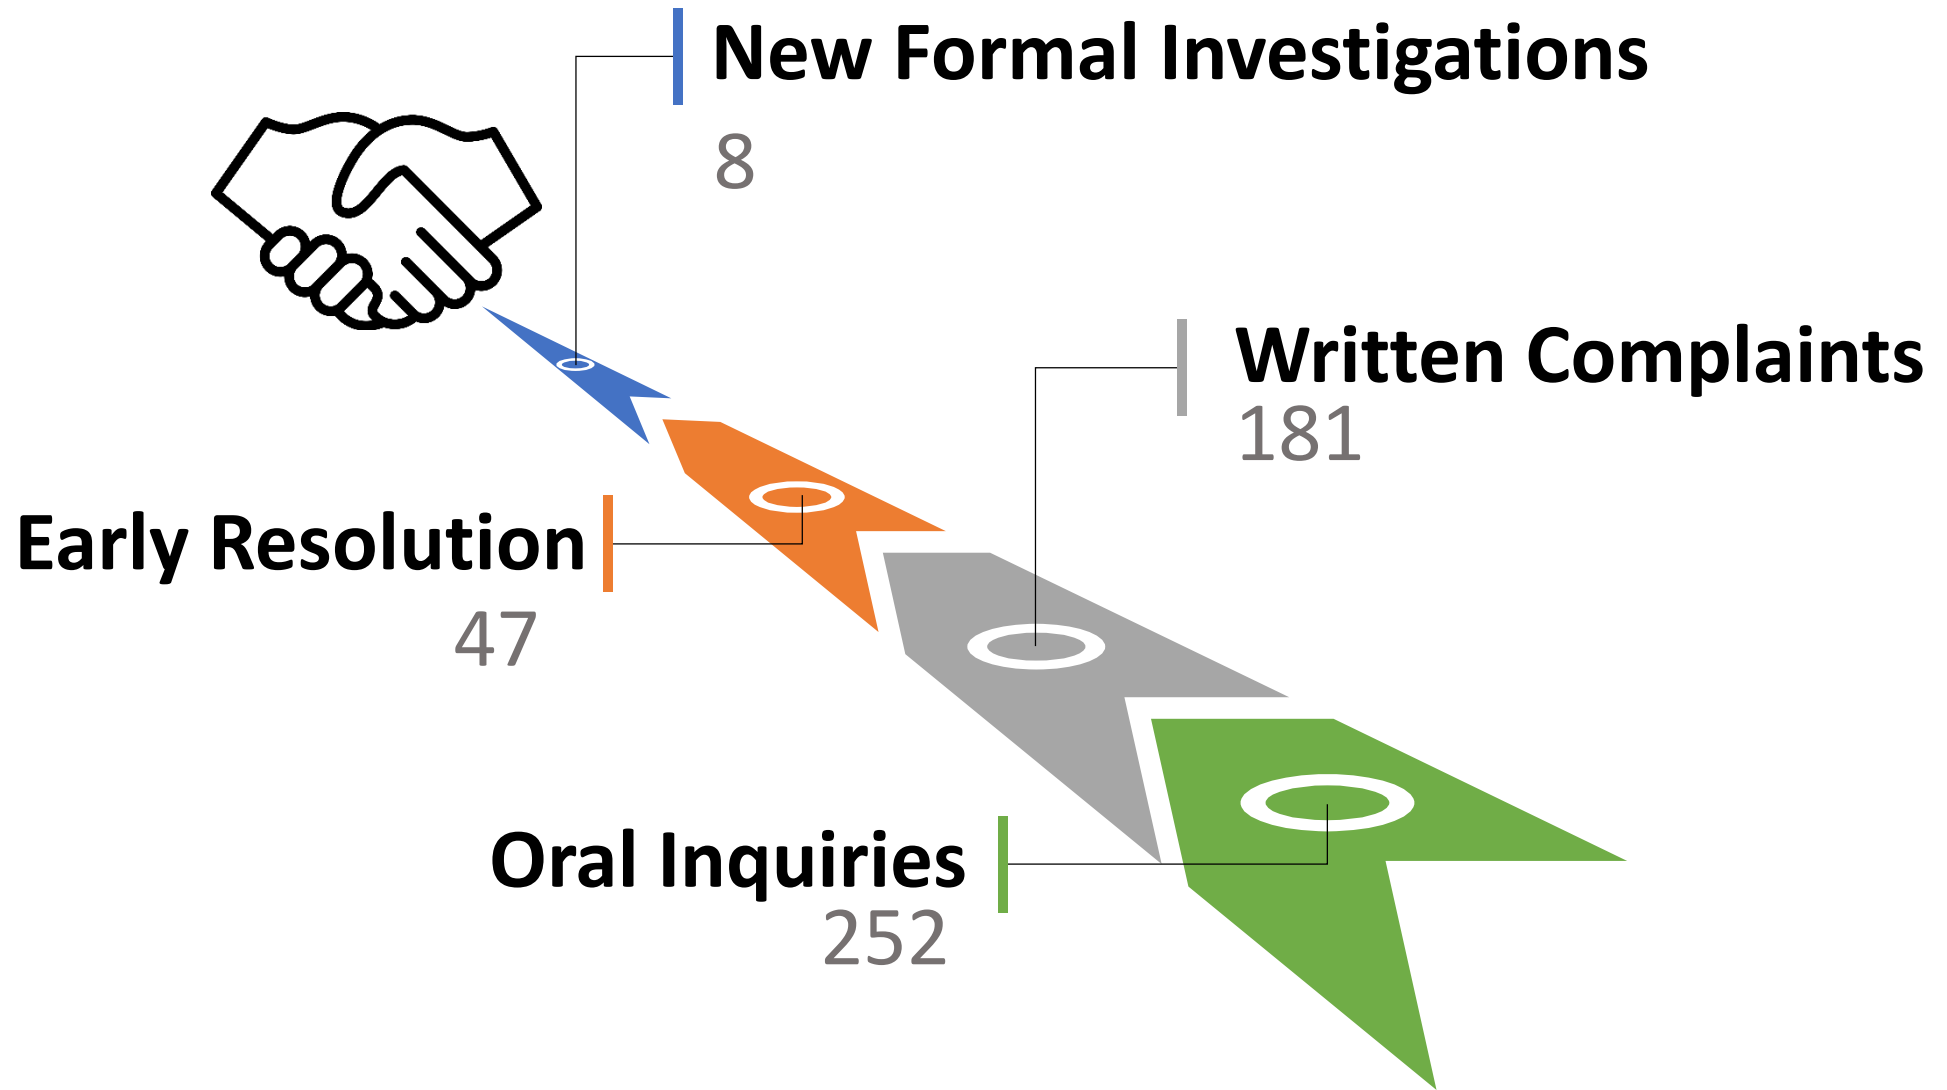 New Formal Investigations
8
Written Complaints
181
Early Resolution
47
Oral Inquiries
252